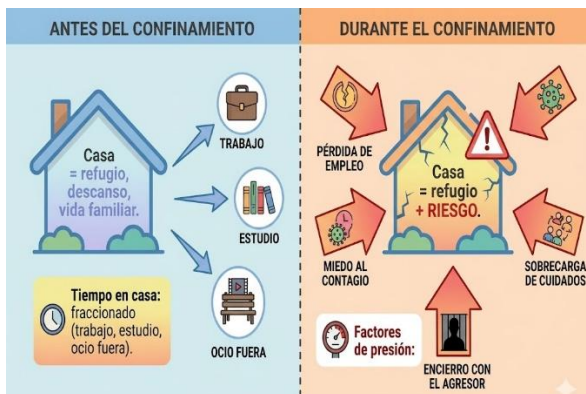 ANTES DEL CONFINAMIENTO
Casa
= refugio,
descanso,
vida familiar.
TRABAJO
ESTUDIO
OCIO FUERA
Tiempo en casa:
fraccionado
(trabajo, estudio,
ocio fuera).
DURANTE EL CONFINAMIENTO
PÉRDIDA DE
EMPLEO
Casa
= refugio
+ RIESGO.
MIEDO AL
CONTAGIO
SOBRECARGA
DE CUIDADOS
Factores
de presión:
ENCIERRO CON
EL AGRESOR